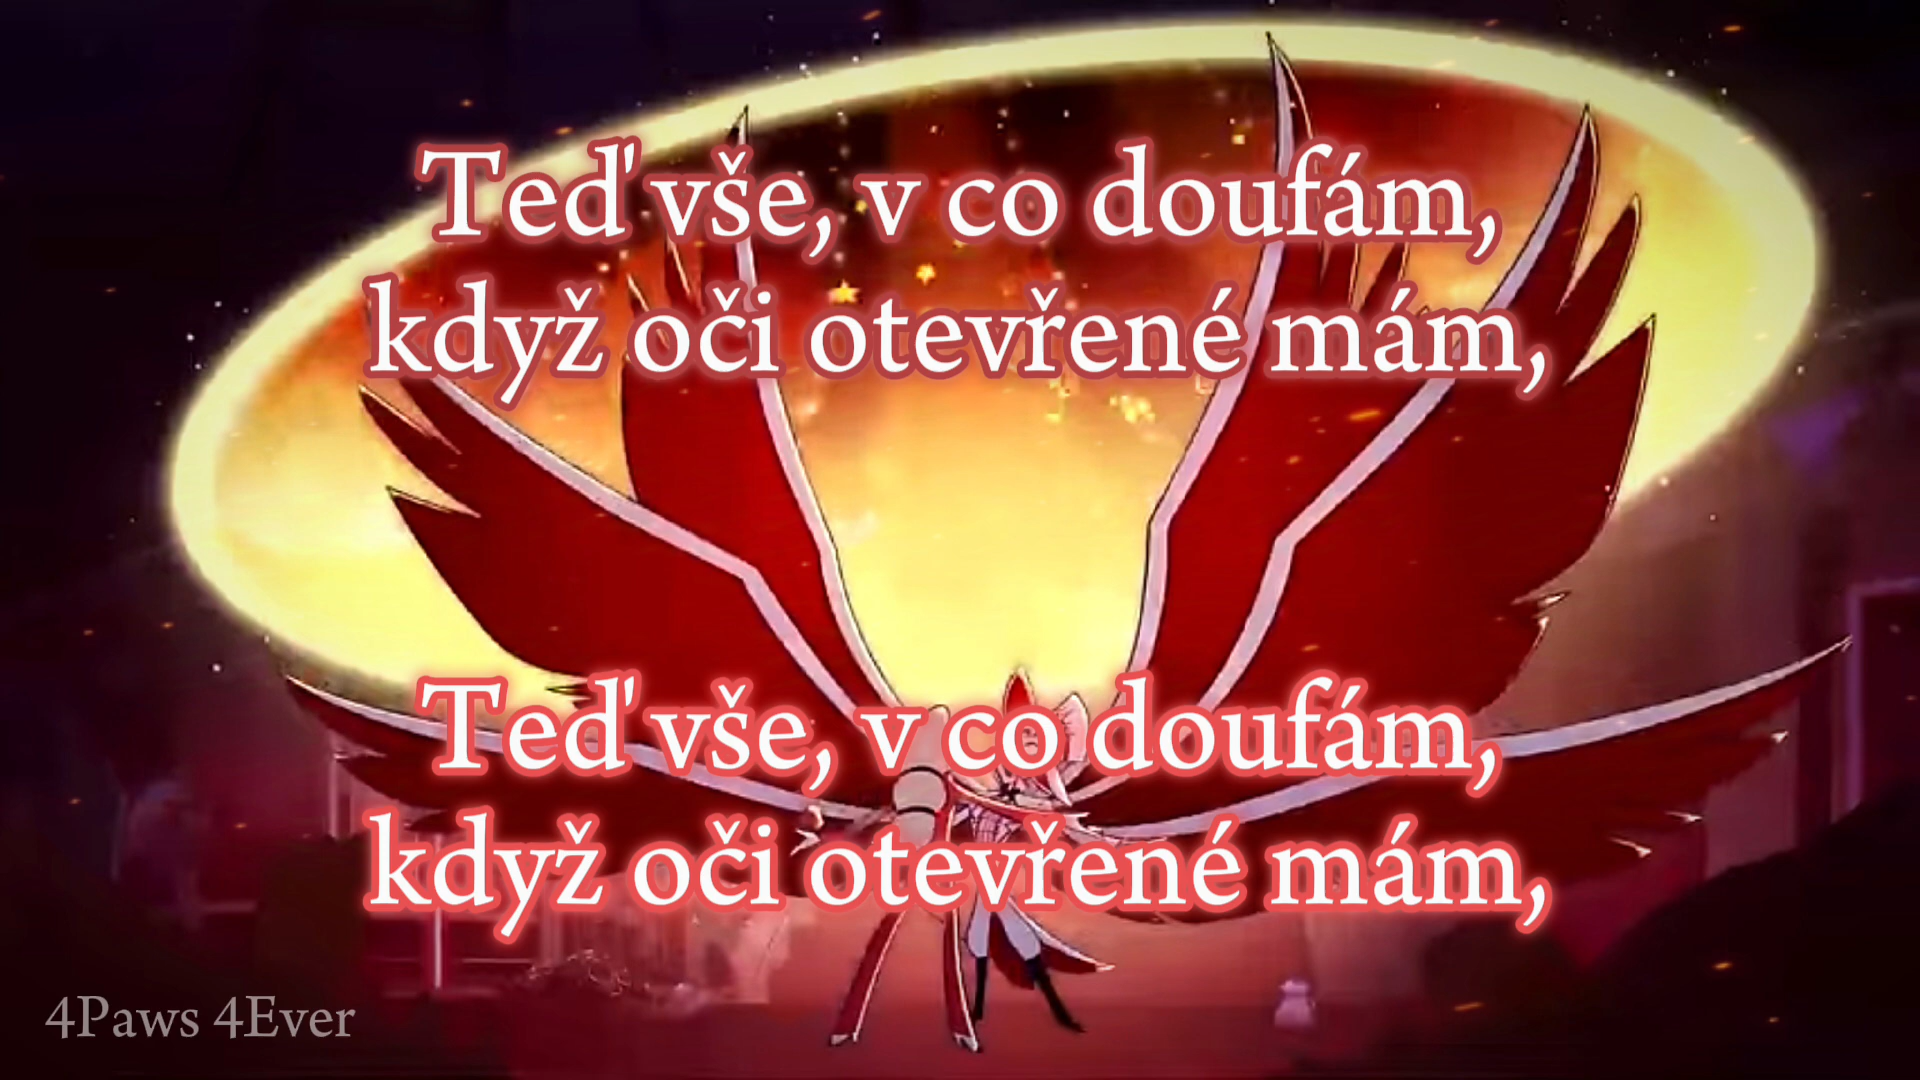 Teď vše, v co doufám,
když oči otevřené mám,
Teď vše, v co doufám,
když oči otevřené mám,
4Paws 4Ever